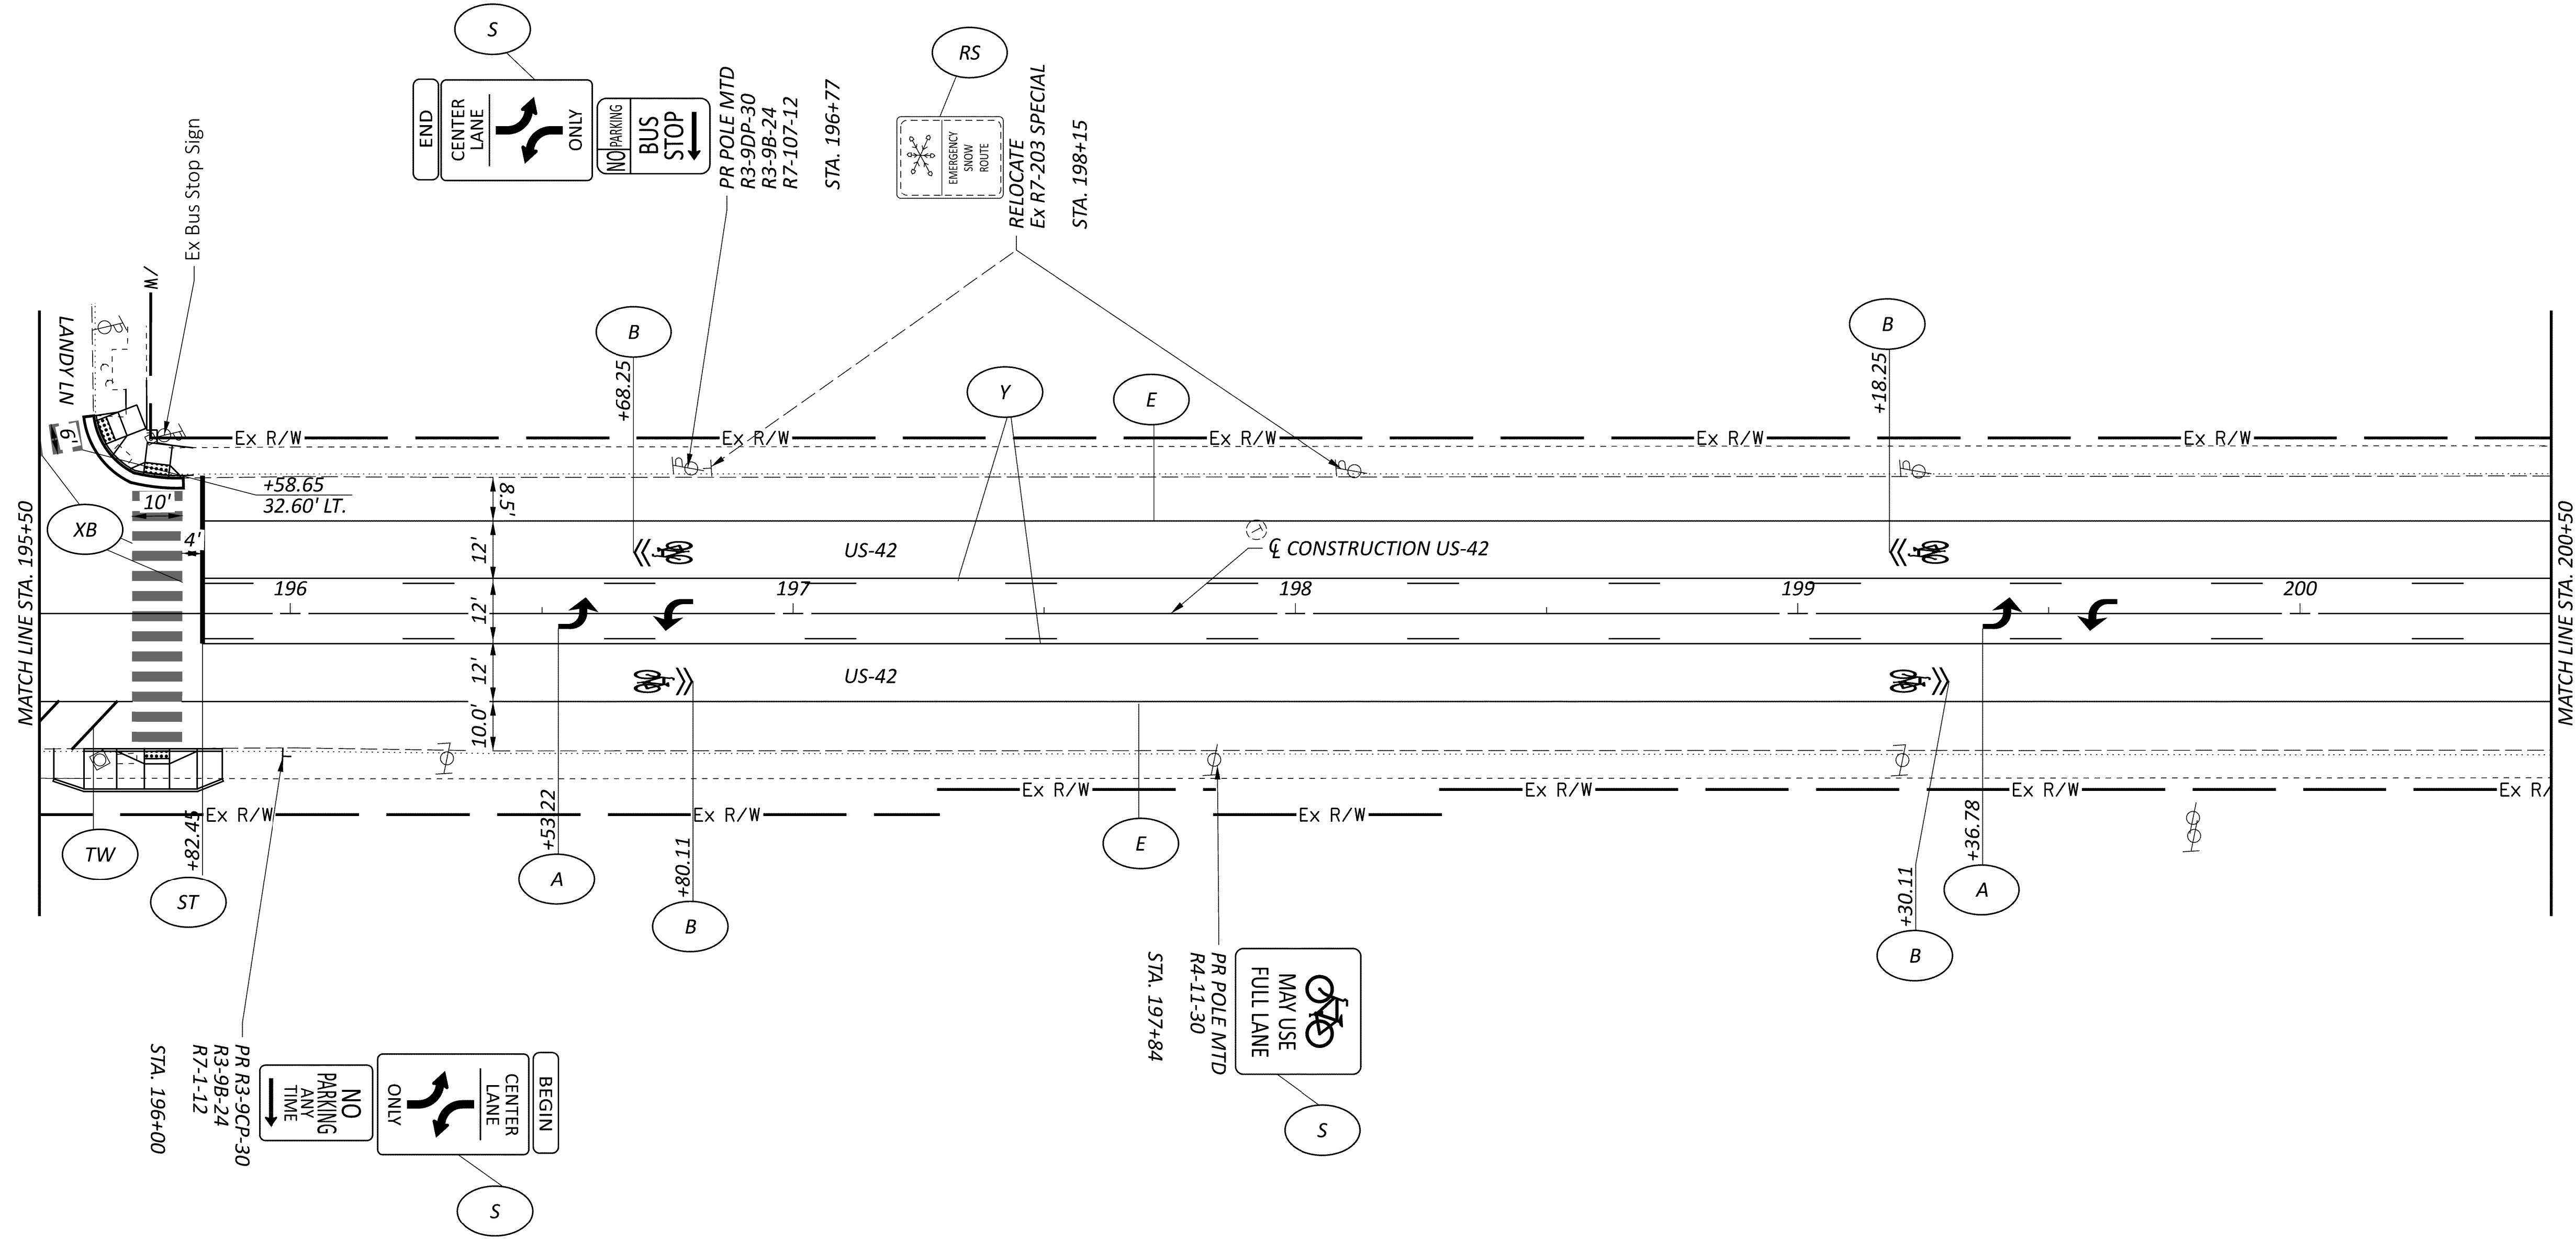 S
END
CENTER
LANE
ONLY
NO PARKING
BUS
STOP
PR POLE MTD
R3-9DP-30
R3-9B-24
R7-107-12
STA. 196+77
RS
EMERGENCY
SNOW
ROUTE
RELOCATE
Ex R7-203 SPECIAL
STA. 198+15
Ex Bus Stop Sign
/W
LANDY LN
B
+68.25
Y
E
B
+18.25
6'
Ex R/W
Ex R/W
Ex R/W
Ex R/W
Ex R/W
+58.65
32.60' LT.
10'
XB
4'
8.5'
12'
12'
12'
10.0'
US-42
T
℄ CONSTRUCTION US-42
196
197
198
199
200
US-42
MATCH LINE STA. 195+50
MATCH LINE STA. 200+50
Ex R/W
Ex R/W
Ex R/W
Ex R/W
Ex R/W
Ex R/W
Ex R/
TW
+82.45
ST
+53.22
A
+80.11
B
E
+30.11
B
+36.78
A
PR R3-9CP-30
R3-9B-24
R7-1-12
STA. 196+00
NO
PARKING
ANY
TIME
BEGIN
CENTER
LANE
ONLY
S
PR POLE MTD
R4-11-30
STA. 197+84
MAY USE
FULL LANE
S